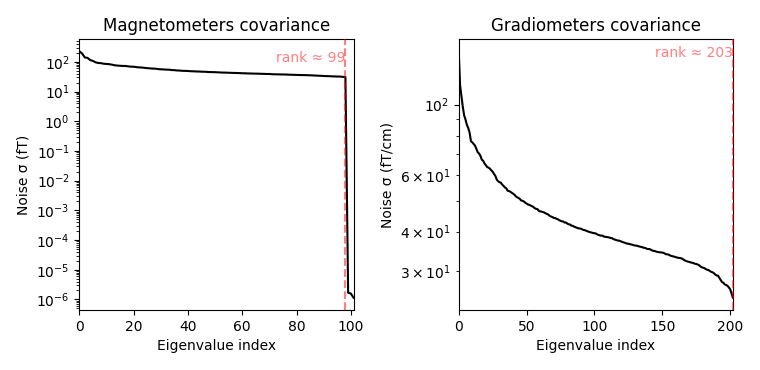 Magnetometers covariance
rank ≈ 99
Noise σ (fT)
10²
10¹
10⁰
10⁻¹
10⁻²
10⁻³
10⁻⁴
10⁻⁵
10⁻⁶
0 20 40 60 80 100
Eigenvalue index
Gradiometers covariance
rank ≈ 203
Noise σ (fT/cm)
10²
6 × 10¹
4 × 10¹
3 × 10¹
0 50 100 150 200
Eigenvalue index